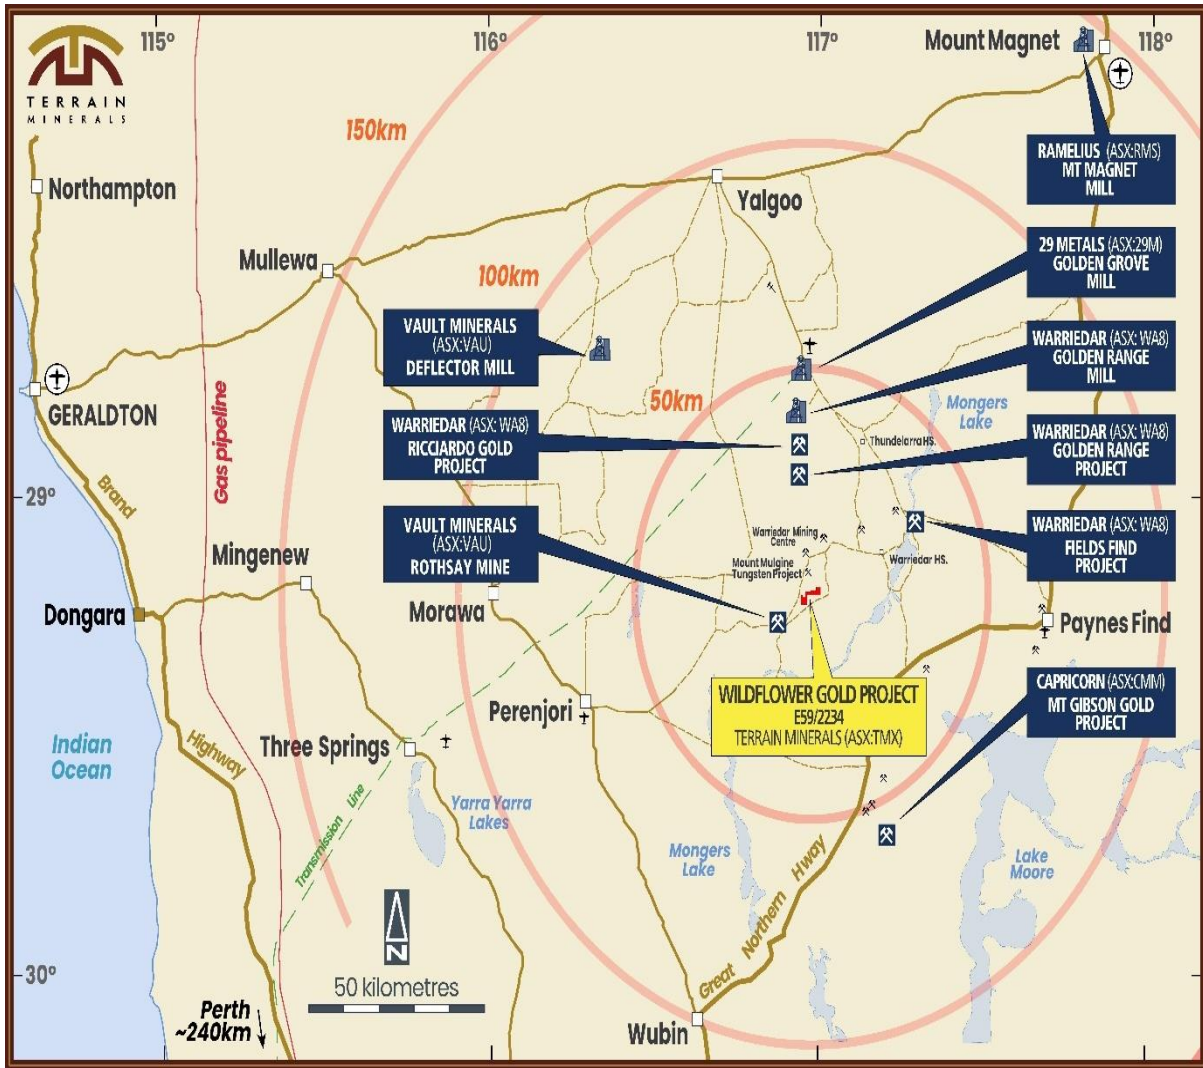 115°
116°
117°
118°
TERRAIN
MINERALS
Mount Magnet
150km
RAMELIUS (ASX:RMS)
MT MAGNET
MILL
Northampton
Yalgoo
Mullewa
100km
29 METALS (ASX:29M)
GOLDEN GROVE
MILL
VAULT MINERALS
(ASX:VAU)
DEFLECTOR MILL
WARRIEDAR (ASX: WA8)
GOLDEN RANGE
MILL
GERALDTON
50km
Mongers
Lake
Gas pipeline
WARRIEDAR (ASX: WA8)
RICCIARDO GOLD
PROJECT
Thundelarra HS.
WARRIEDAR (ASX: WA8)
GOLDEN RANGE
PROJECT
29°
Brand
VAULT MINERALS
(ASX:VAU)
ROTHSAY MINE
Warriedar Mining
Centre
Mount Mulgine
Tungsten Project
Warriedar HS.
WARRIEDAR (ASX: WA8)
FIELDS FIND
PROJECT
Mingenew
Dongara
Morawa
Paynes Find
WILDFLOWER GOLD PROJECT
E59/2234
TERRAIN MINERALS (ASX:TMX)
CAPRICORN (ASX:CMM)
MT GIBSON GOLD
PROJECT
Perenjori
Indian
Ocean
Highway
Three Springs
Transmission Line
Yarra Yarra
Lakes
Mongers
Lake
Great Northern Hway
Lake
Moore
30°
N
50 kilometres
Perth
~240km
Wubin